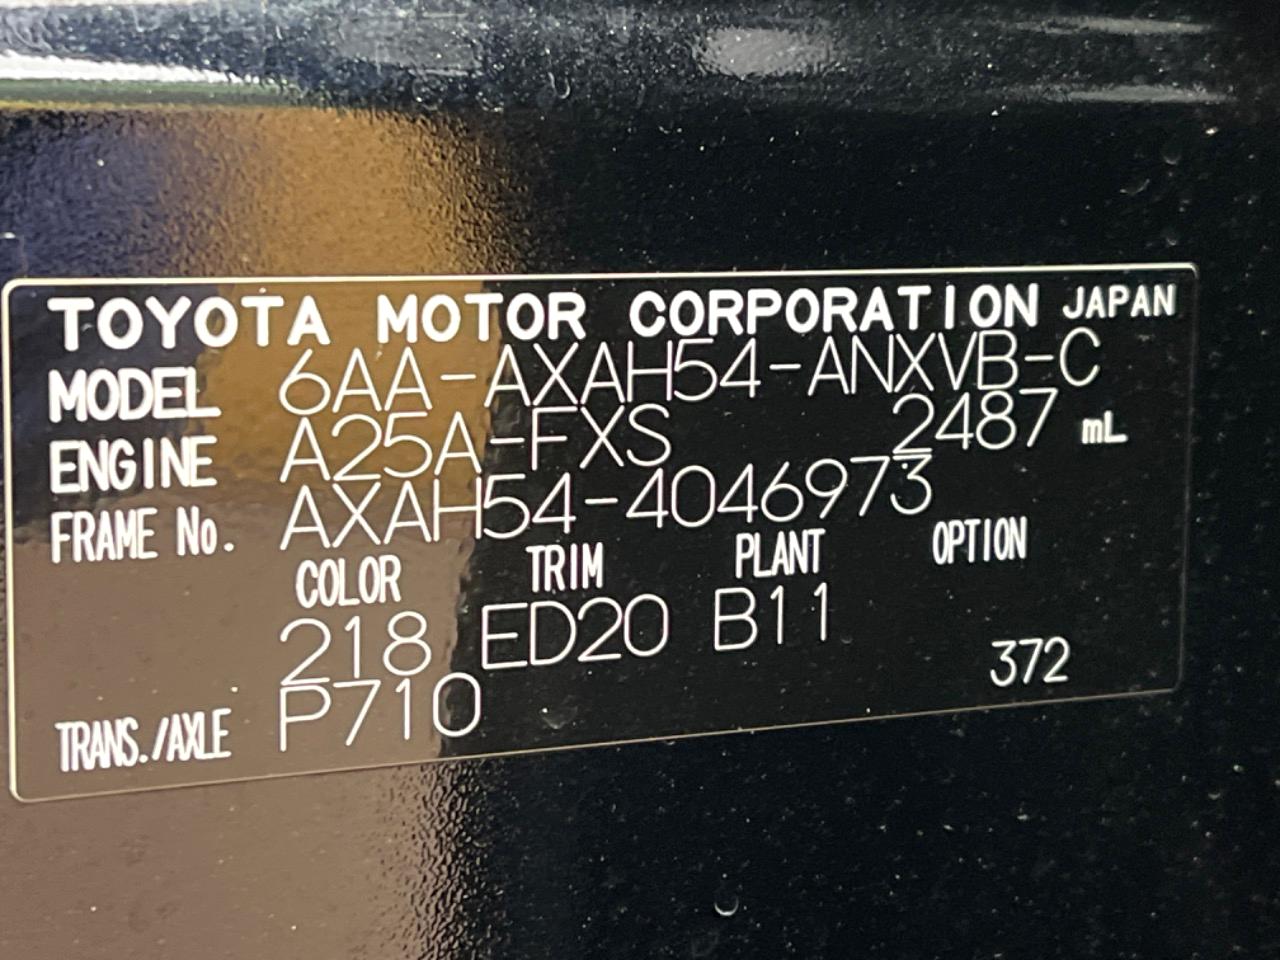 TOYOTA MOTOR CORPORATION JAPAN
MODEL 6AA-AXAH54-ANXVB-C
ENGINE A25A-FXS 2487 mL
FRAME No. AXAH54-4046973
COLOR TRIM PLANT OPTION
218 ED20 B11
372
TRANS./AXLE P710